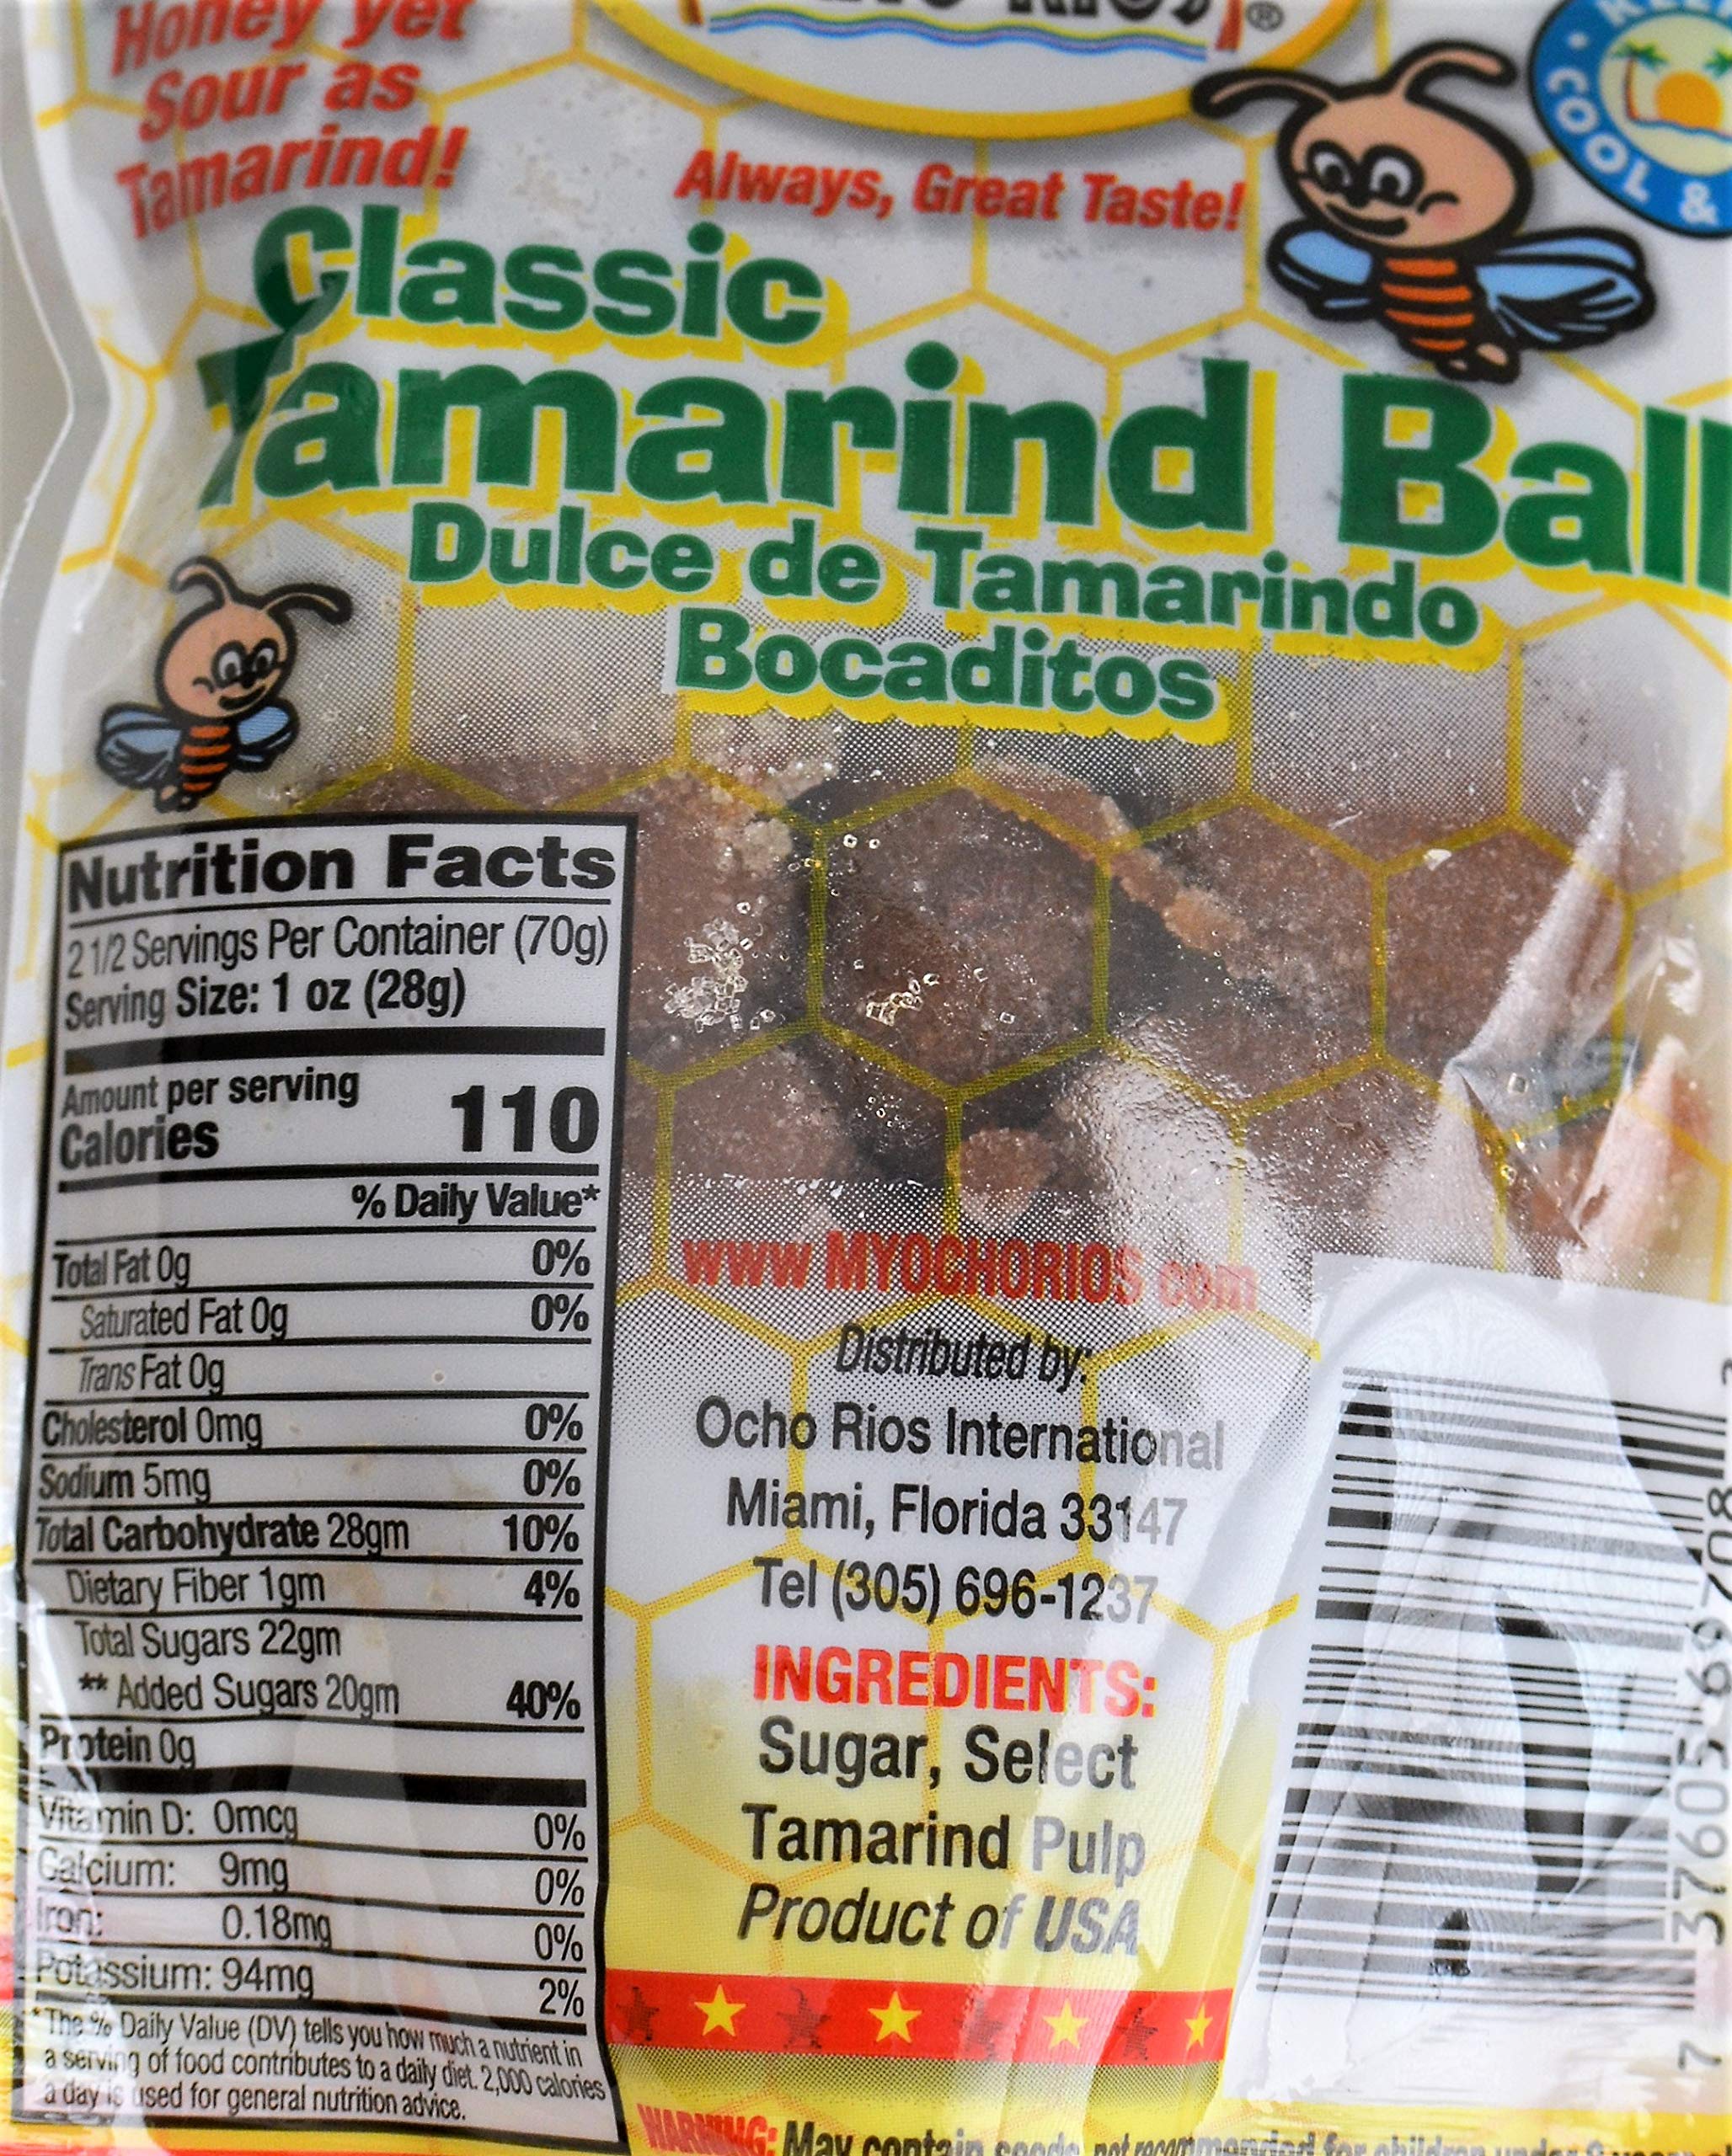 Honey yet
Sour as
Tamarind!
®
COOL &
Always, Great Taste!
Classic
Tamarind Ball
Dulce de Tamarindo
Bocaditos
Nutrition Facts
2 1/2 Servings Per Container (70g)
Serving Size: 1 oz (28g)
Amount per serving
Calories 110
% Daily Value*
Total Fat 0g 0%
Saturated Fat 0g 0%
Trans Fat 0g
Cholesterol 0mg 0%
Sodium 5mg 0%
Total Carbohydrate 28gm 10%
Dietary Fiber 1gm 4%
Total Sugars 22gm
** Added Sugars 20gm 40%
Protein 0g
Vitamin D: 0mcg 0%
Calcium: 9mg 0%
Iron: 0.18mg 0%
Potassium: 94mg 2%
* The % Daily Value (DV) tells you how much a nutrient in
a serving of food contributes to a daily diet. 2,000 calories
a day is used for general nutrition advice.
www MYOCHORIOS com
Distributed by:
Ocho Rios International
Miami, Florida 33147
Tel (305) 696-1237
INGREDIENTS:
Sugar, Select
Tamarind Pulp
Product of USA
WARNING: May contain seeds not recommended for children under
7 37605-69708